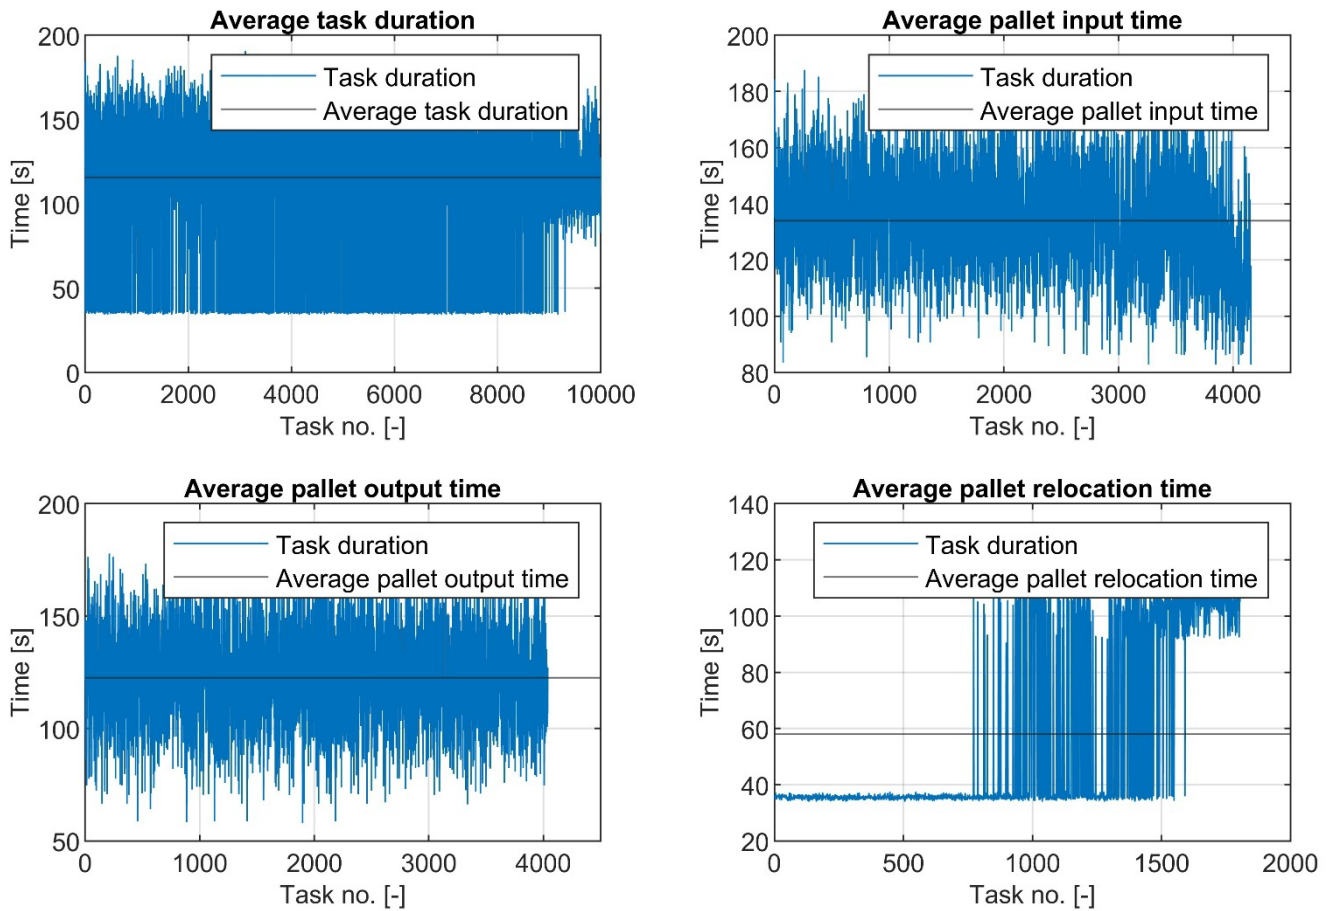 Average task duration
Time [s]
200
150
100
50
0
Task duration
Average task duration
0 2000 4000 6000 8000 10000
Task no. [-]
Average pallet input time
Time [s]
200
180
160
140
120
100
80
Task duration
Average pallet input time
0 1000 2000 3000 4000
Task no. [-]
Average pallet output time
Time [s]
200
150
100
50
Task duration
Average pallet output time
0 1000 2000 3000 4000
Task no. [-]
Average pallet relocation time
Time [s]
140
120
100
80
60
40
20
Task duration
Average pallet relocation time
0 500 1000 1500 2000
Task no. [-]